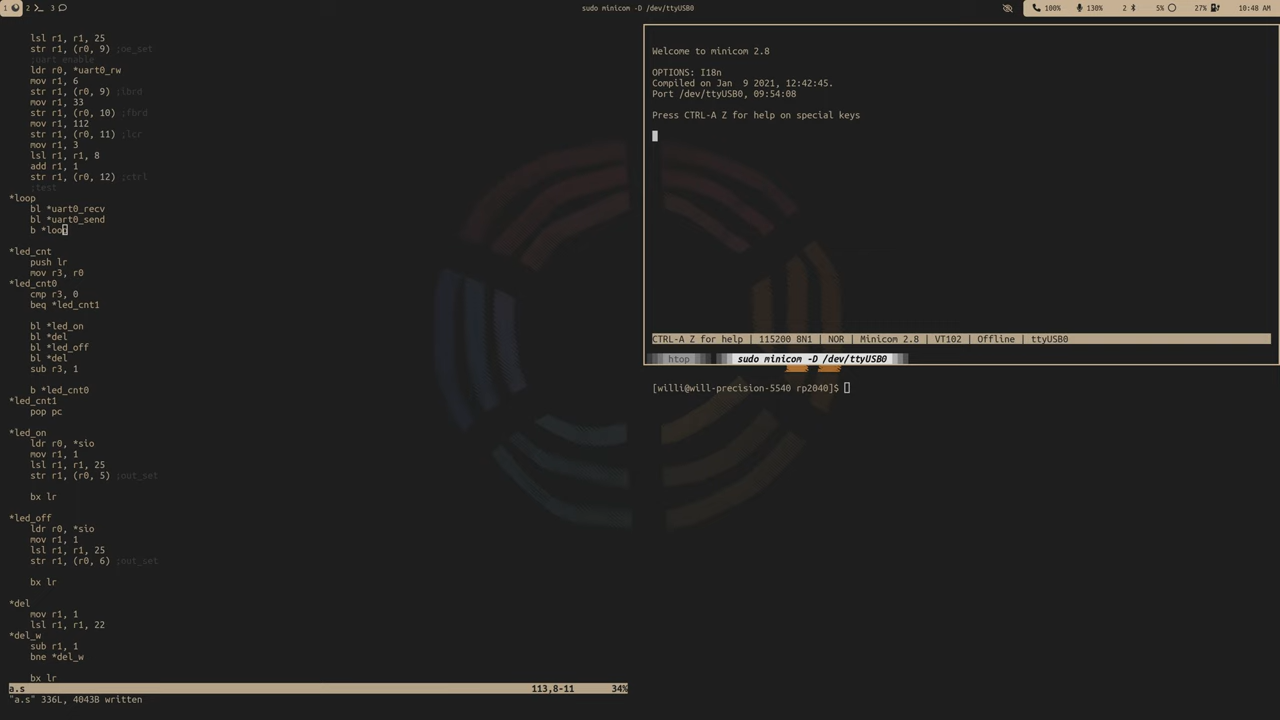 1 2 3 sudo minicom -D /dev/ttyUSB0 100% 130% 2 5% 27% 10:48 AM
lsl r1, r1, 25
str r1, (r0, 9) ;oe_set
;uart enable
ldr r0, *uart0_rw
mov r1, 6
str r1, (r0, 9) ;ibrd
mov r1, 33
str r1, (r0, 10) ;fbrd
mov r1, 112
str r1, (r0, 11) ;lcr
mov r1, 3
lsl r1, r1, 8
add r1, 1
str r1, (r0, 12) ;ctrl
;test
*loop
bl *uart0_recv
bl *uart0_send
b *loop
*led_cnt
push lr
mov r3, r0
*led_cnt0
cmp r3, 0
beq *led_cnt1
bl *led_on
bl *del
bl *led_off
bl *del
sub r3, 1
b *led_cnt0
*led_cnt1
pop pc
*led_on
ldr r0, *sio
mov r1, 1
lsl r1, r1, 25
str r1, (r0, 5) ;out_set
bx lr
*led_off
ldr r0, *sio
mov r1, 1
lsl r1, r1, 25
str r1, (r0, 6) ;out_set
bx lr
*del
mov r1, 1
lsl r1, r1, 22
*del_w
sub r1, 1
bne *del_w
bx lr
a.s 113,8-11 34%
"a.s" 336L, 4043B written
Welcome to minicom 2.8
OPTIONS: I18n
Compiled on Jan  9 2021, 12:42:45.
Port /dev/ttyUSB0, 09:54:08
Press CTRL-A Z for help on special keys
CTRL-A Z for help | 115200 8N1 | NOR | Minicom 2.8 | VT102 | Offline | ttyUSB0
htop sudo minicom -D /dev/ttyUSB0
[willi@will-precision-5540 rp2040]$